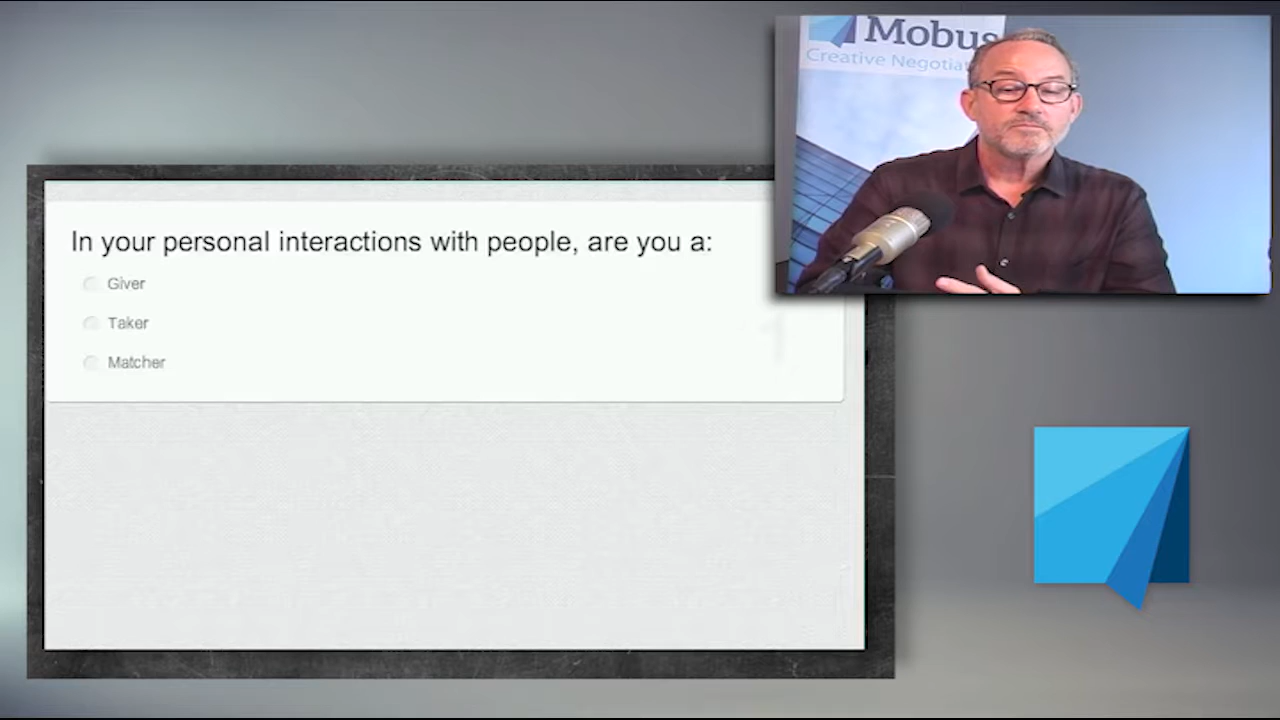 Mobus
Creative Negotiat
In your personal interactions with people, are you a:
Giver
Taker
Matcher